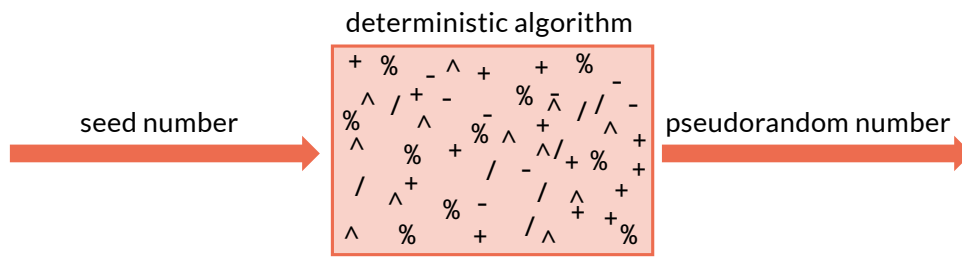 deterministic algorithm
seed number
pseudorandom number
+ % - ^ + + % -
^ / + - % - ^ / / -
% ^ - % ^ + ^ +
^ % + / - ^ / + % +
/ + ^ % - / ^ + + +
^ % + / ^ %